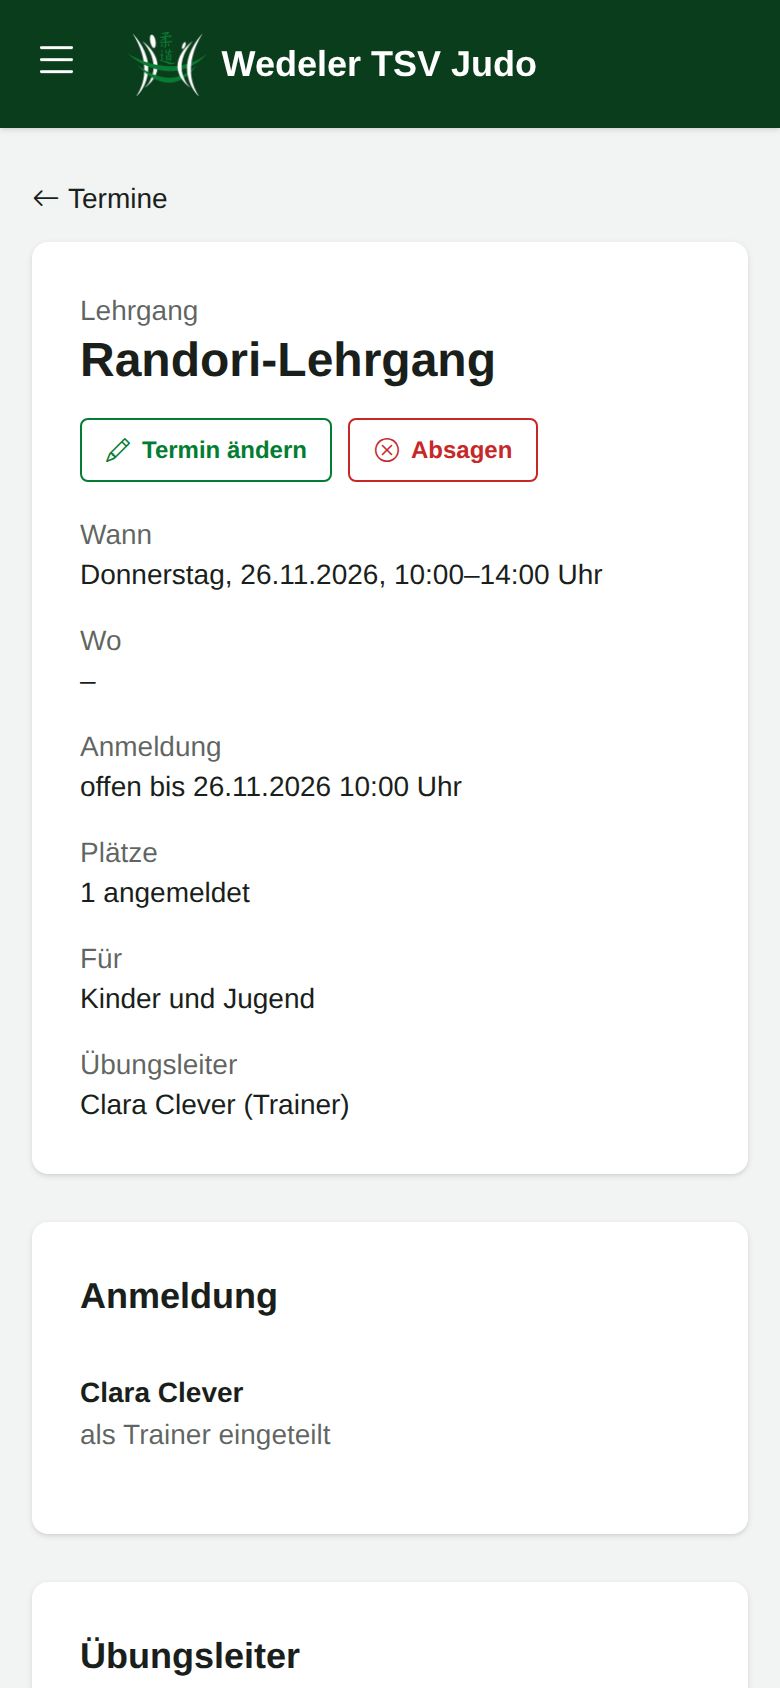 柔道
Wedeler TSV Judo
← Termine
Lehrgang
Randori-Lehrgang
Termin ändern
Absagen
Wann
Donnerstag, 26.11.2026, 10:00–14:00 Uhr
Wo
–
Anmeldung
offen bis 26.11.2026 10:00 Uhr
Plätze
1 angemeldet
Für
Kinder und Jugend
Übungsleiter
Clara Clever (Trainer)
Anmeldung
Clara Clever
als Trainer eingeteilt
Übungsleiter